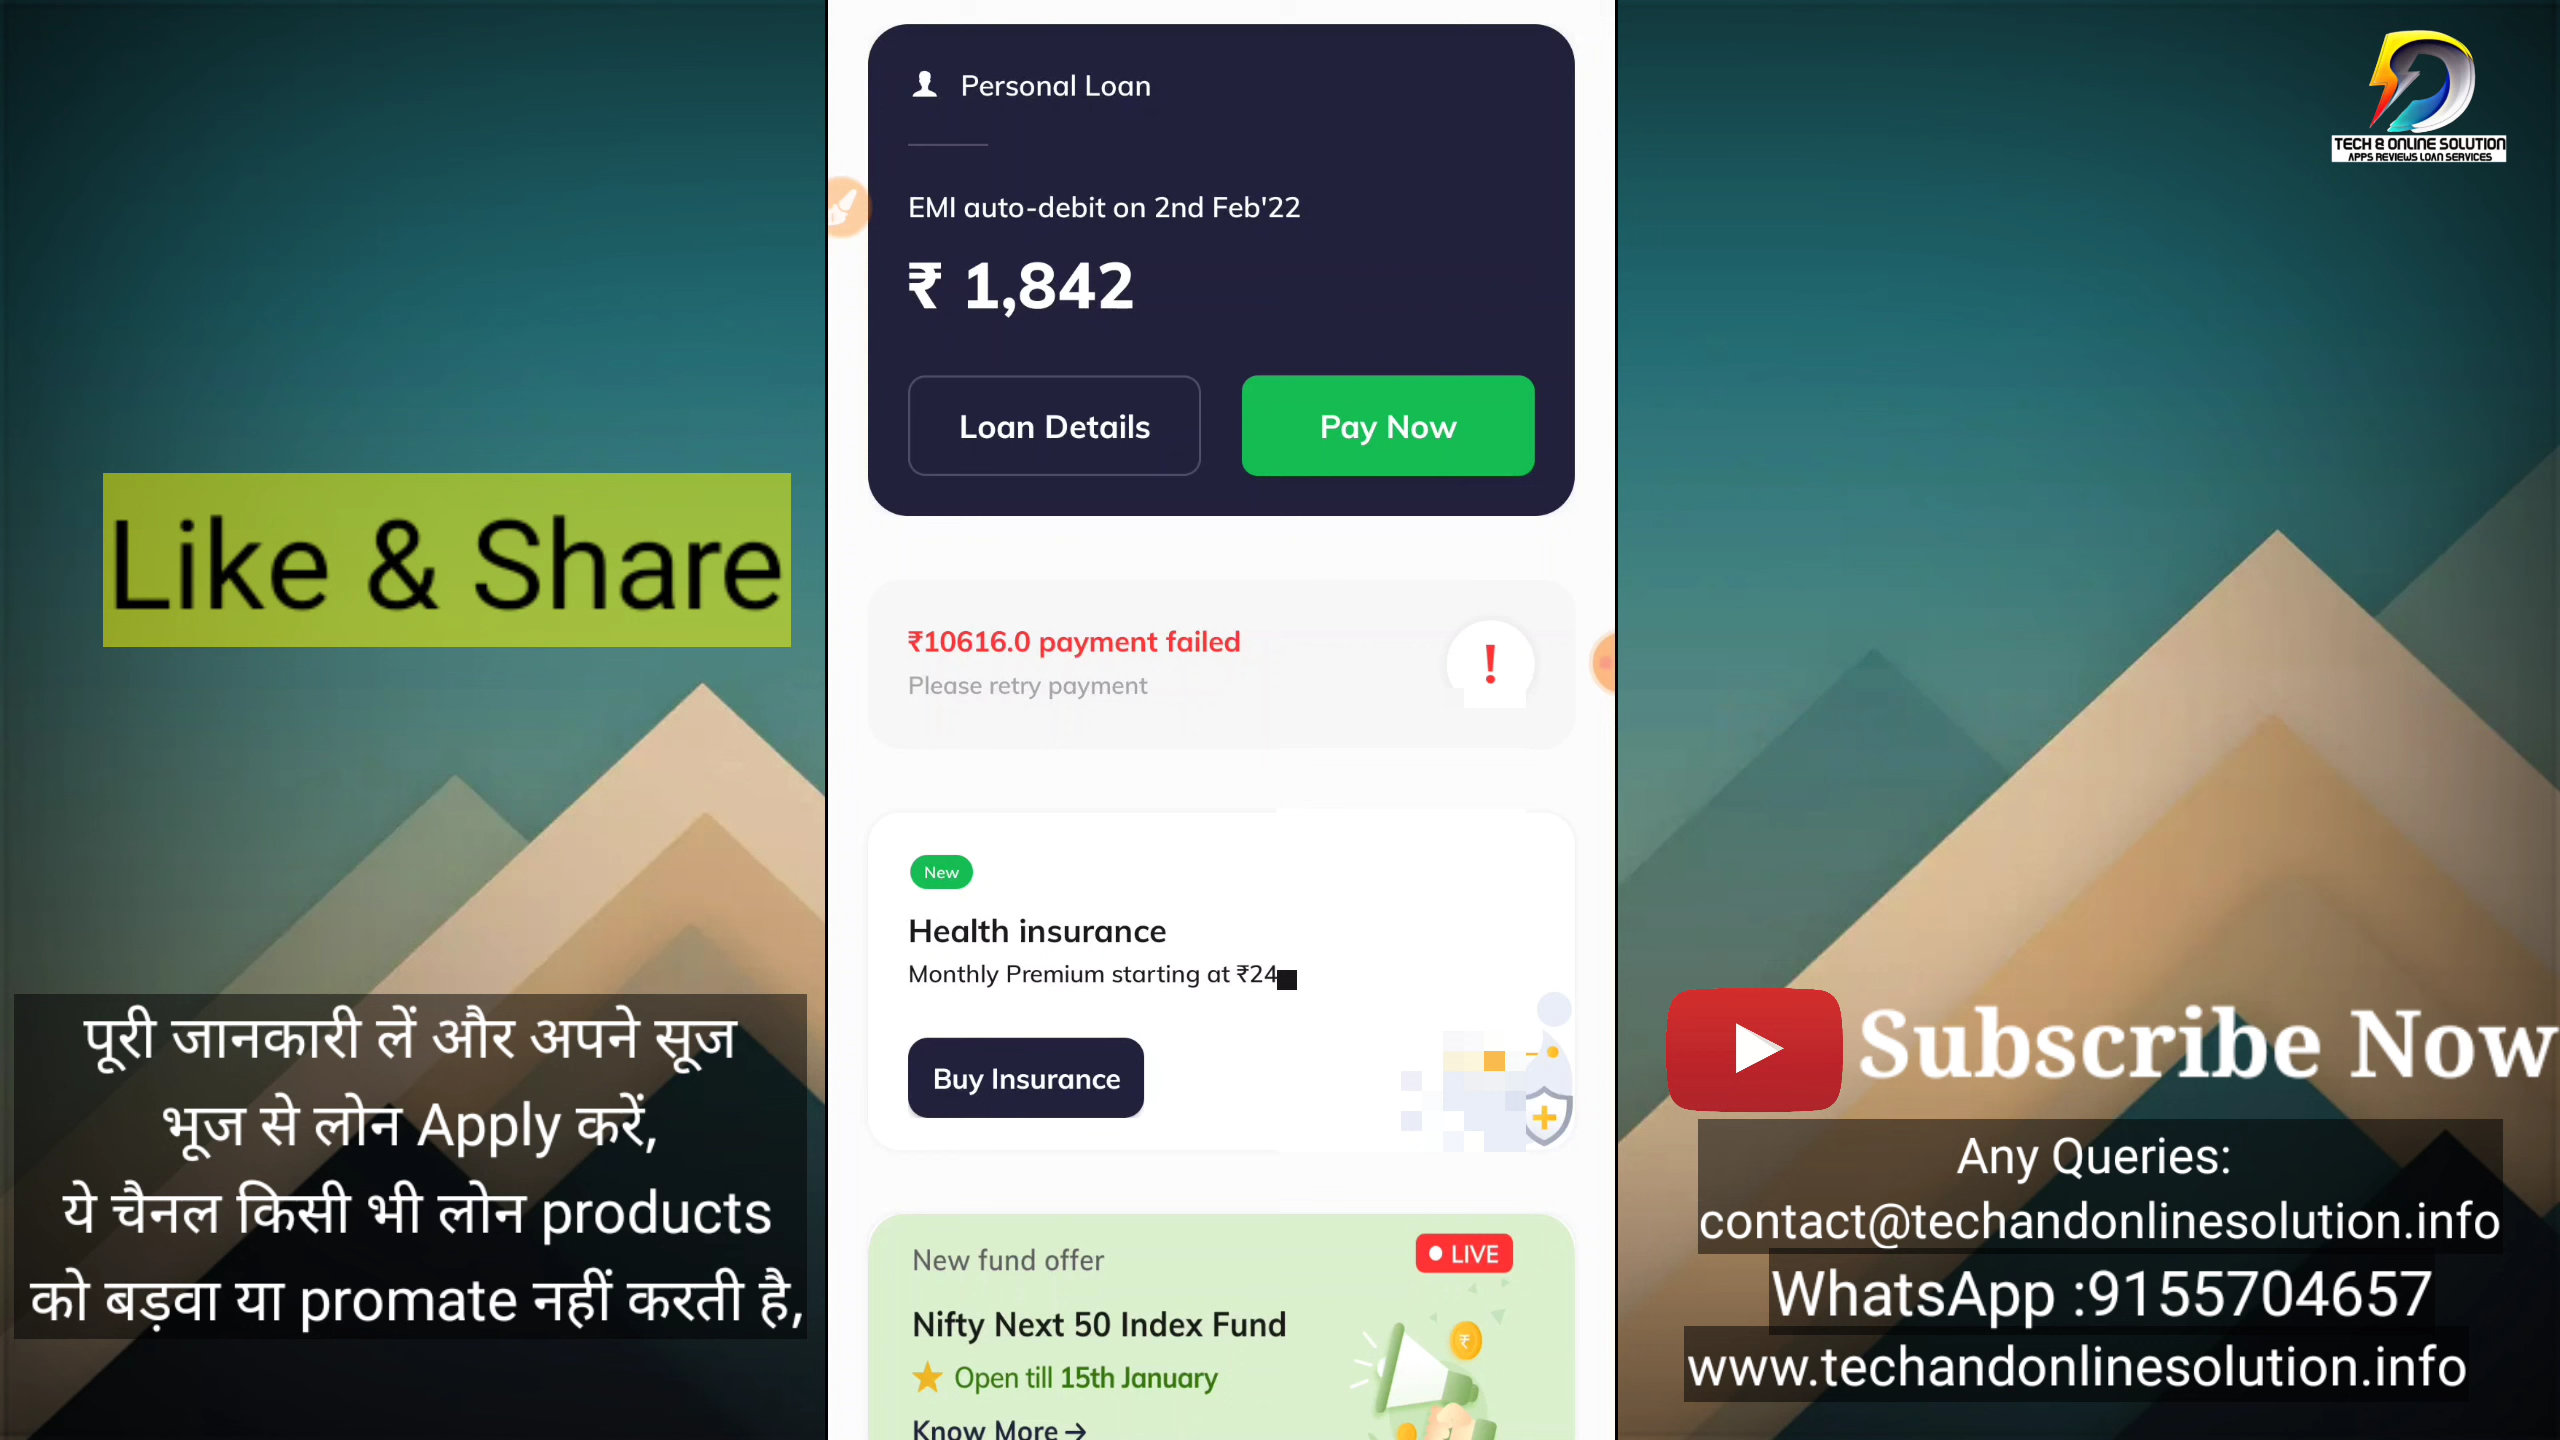 Like & Share
पूरी जानकारी लें और अपने सूज
भूज से लोन Apply करें,
ये चैनल किसी भी लोन products
को बड़वा या promate नहीं करती है,
Personal Loan
EMI auto-debit on 2nd Feb'22
₹ 1,842
Loan Details
Pay Now
₹10616.0 payment failed
Please retry payment
!
New
Health insurance
Monthly Premium starting at ₹24
Buy Insurance
New fund offer
LIVE
Nifty Next 50 Index Fund
Open till 15th January
Know More →
TECH & ONLINE SOLUTION
APPS REVIEWS LOAN SERVICES
Subscribe Now
Any Queries:
contact@techandonlinesolution.info
WhatsApp :9155704657
www.techandonlinesolution.info